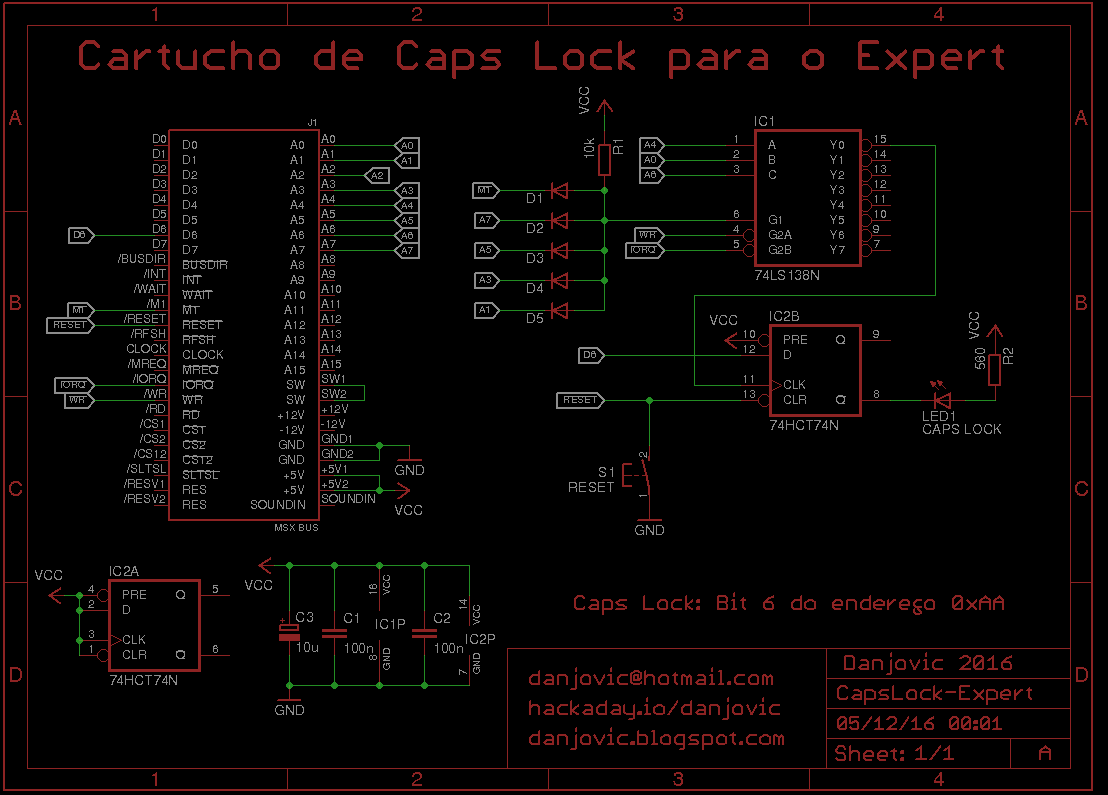 1 2 3 4
Cartucho de Caps Lock para o Expert
A A
B B
C C
D D
J1
D0 D0 A0 A0 A0
D1 D1 A1 A1 A1
D2 D2 A2 A2 A2
D3 D3 A3 A3 A3
D4 D4 A4 A4 A4
D5 D5 A5 A5 A5
D6 D6 D6 A6 A6 A6
D7 D7 A7 A7 A7
/BUSDIR BUSDIR A8 A8
/INT INT A9 A9
/WAIT WAIT A10 A10
M1 /M1 M1 A11 A11
RESET /RESET RESET A12 A12
/RFSH RFSH A13 A13
CLOCK CLOCK A14 A14
/MREQ MREQ A15 A15
IORQ /IORQ IORQ SW SW1
WR /WR WR SW SW2
/RD RD +12V +12V
/CS1 CS1 -12V -12V
/CS2 CS2 GND GND1
/CS12 CS12 GND GND2
/SLTSL SLTSL +5V +5V1
/RESV1 RES +5V +5V2
/RESV2 RES SOUNDIN SOUNDIN
MSX BUS
GND
VCC
VCC
10k R1
M1 D1
A7 D2
A5 D3
A3 D4
A1 D5
IC1
A4 1 A Y0 15
A0 2 B Y1 14
A6 3 C Y2 13
Y3 12
Y4 11
6 G1 Y5 10
WR 4 G2A Y6 9
IORQ 5 G2B Y7 7
74LS138N
IC2B
VCC 10 PRE Q 9
D6 12 D
11 CLK
RESET 13 CLR Q 8
74HCT74N
VCC
560 R2
LED1
CAPS LOCK
S1
RESET
2
1
GND
IC2A
VCC 4 PRE Q 5
2 D
3 CLK
1 CLR Q 6
74HCT74N
VCC
C3
10u
+
C1
100n
16 VCC
IC1P
8 GND
C2
100n
14 VCC
IC2P
7 GND
GND
Caps Lock: Bit 6 do enderego 0xAA
danjovic@hotmail.com
hackaday.io/danjovic
danjovic.blogspot.com
Danjovic 2016
CapsLock-Expert
05/12/16 00:01
Sheet: 1/1 A
1 2 3 4